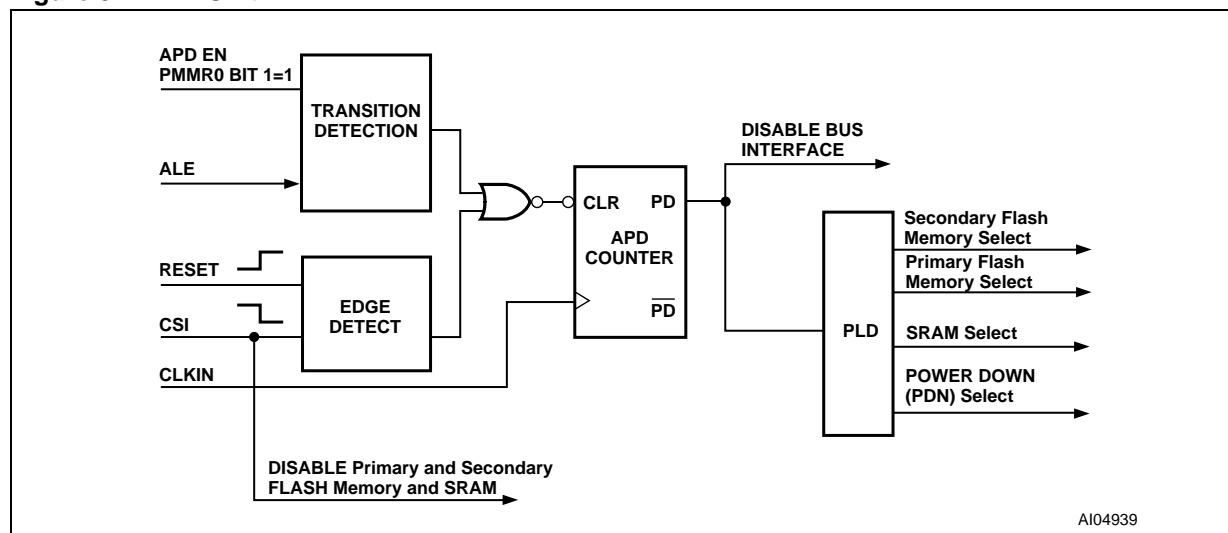 APD EN
PMMR0 BIT 1=1
TRANSITION
DETECTION
ALE
RESET
EDGE
DETECT
CSI
CLKIN
CLR
PD
APD
COUNTER
PD
DISABLE BUS
INTERFACE
PLD
Secondary Flash
Memory Select
Primary Flash
Memory Select
SRAM Select
POWER DOWN
(PDN) Select
DISABLE Primary and Secondary
FLASH Memory and SRAM
AI04939